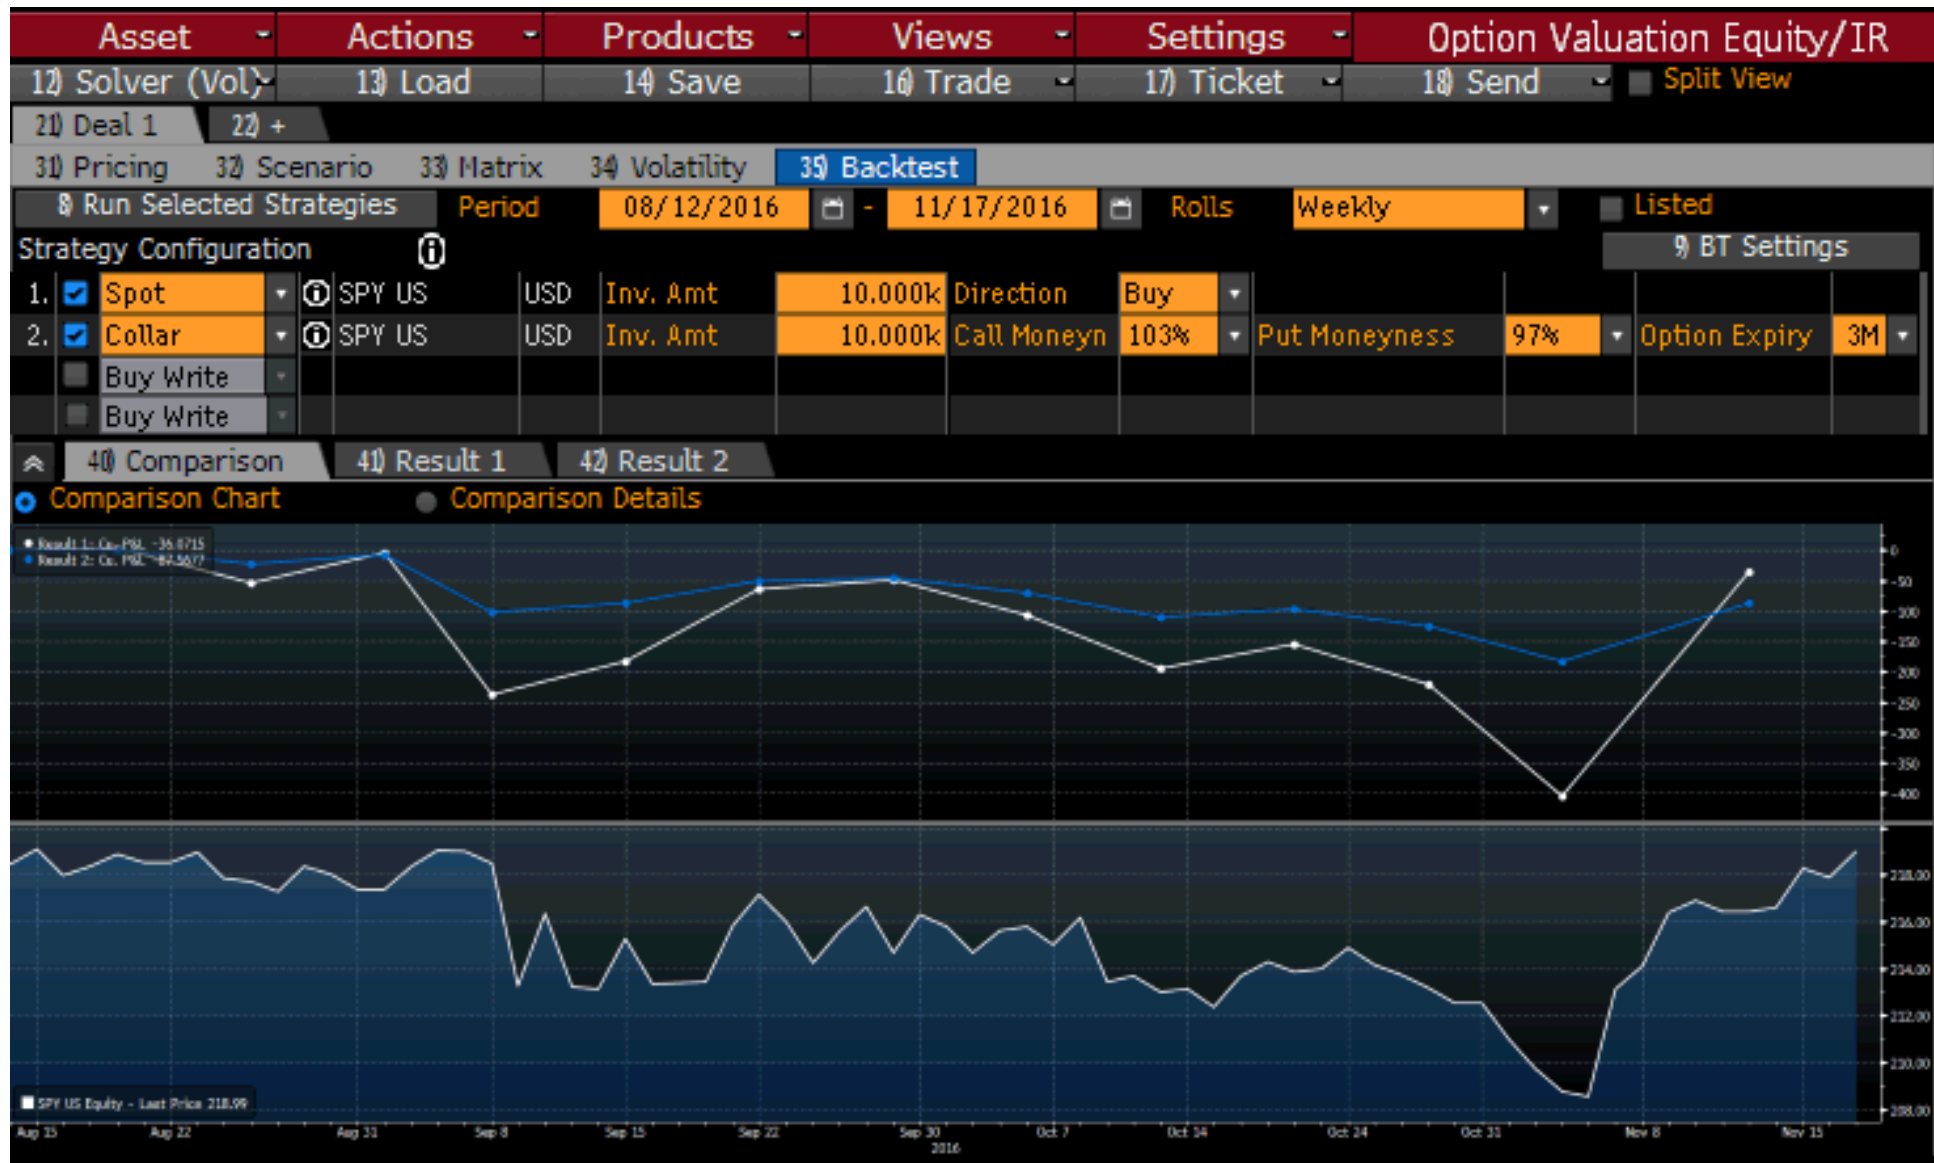 Asset Actions Products Views Settings Option Valuation Equity/IR
12) Solver (Vol) 13) Load 14) Save 16) Trade 17) Ticket 18) Send Split View
21) Deal 1 22) +
31) Pricing 32) Scenario 33) Matrix 34) Volatility 35) Backtest
8) Run Selected Strategies Period 08/12/2016 - 11/17/2016 Rolls Weekly Listed
Strategy Configuration 9) BT Settings
1. Spot SPY US USD Inv. Amt 10.000k Direction Buy
2. Collar SPY US USD Inv. Amt 10.000k Call Moneyn 103% Put Moneyness 97% Option Expiry 3M
Buy Write
Buy Write
40) Comparison 41) Result 1 42) Result 2
Comparison Chart Comparison Details
Result 1: Cu. P&L
Result 2: Cu. P&L
0
-50
-100
-150
-200
-250
-300
-350
-400
218.00
216.00
214.00
212.00
210.00
208.00
SPY US Equity - Last Price 218.99
Aug 15 Aug 22 Aug 31 Sep 8 Sep 15 Sep 22 Sep 30 Oct 7 Oct 14 Oct 24 Oct 31 Nov 8 Nov 15
2016